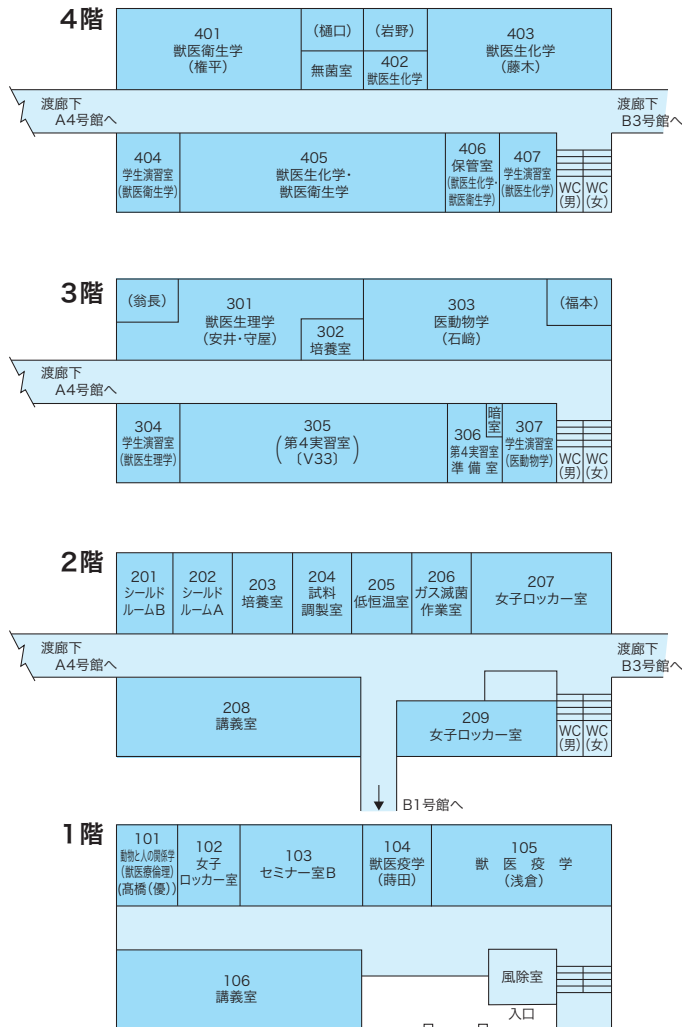 4階
401
獣医衛生学
(権平)
(樋口)
(岩野)
無菌室
402
獣医生化学
403
獣医生化学
(藤木)
渡廊下
A4号館へ
渡廊下
B3号館へ
404
学生演習室
(獣医衛生学)
405
獣医生化学・
獣医衛生学
406
保管室
(獣医生化学・
獣医衛生学)
407
学生演習室
(獣医生化学)
WC
(男)
WC
(女)
3階
(翁長)
301
獣医生理学
(安井・守屋)
302
培養室
303
医動物学
(石﨑)
(福本)
渡廊下
A4号館へ
304
学生演習室
(獣医生理学)
305
(第4実習室)
〔V33〕
306
第4実習室
準備室
暗室
307
学生演習室
(医動物学)
WC
(男)
WC
(女)
2階
201
シールド
ルームB
202
シールド
ルームA
203
培養室
204
試料
調製室
205
低恒温室
206
ガス滅菌
作業室
207
女子ロッカー室
渡廊下
A4号館へ
渡廊下
B3号館へ
208
講義室
209
女子ロッカー室
WC
(男)
WC
(女)
B1号館へ
1階
101
動物と人の関係学
(獣医療倫理)
(髙橋(優))
102
女子
ロッカー室
103
セミナー室B
104
獣医疫学
(蒔田)
105
獣医疫学
(浅倉)
106
講義室
風除室
入口